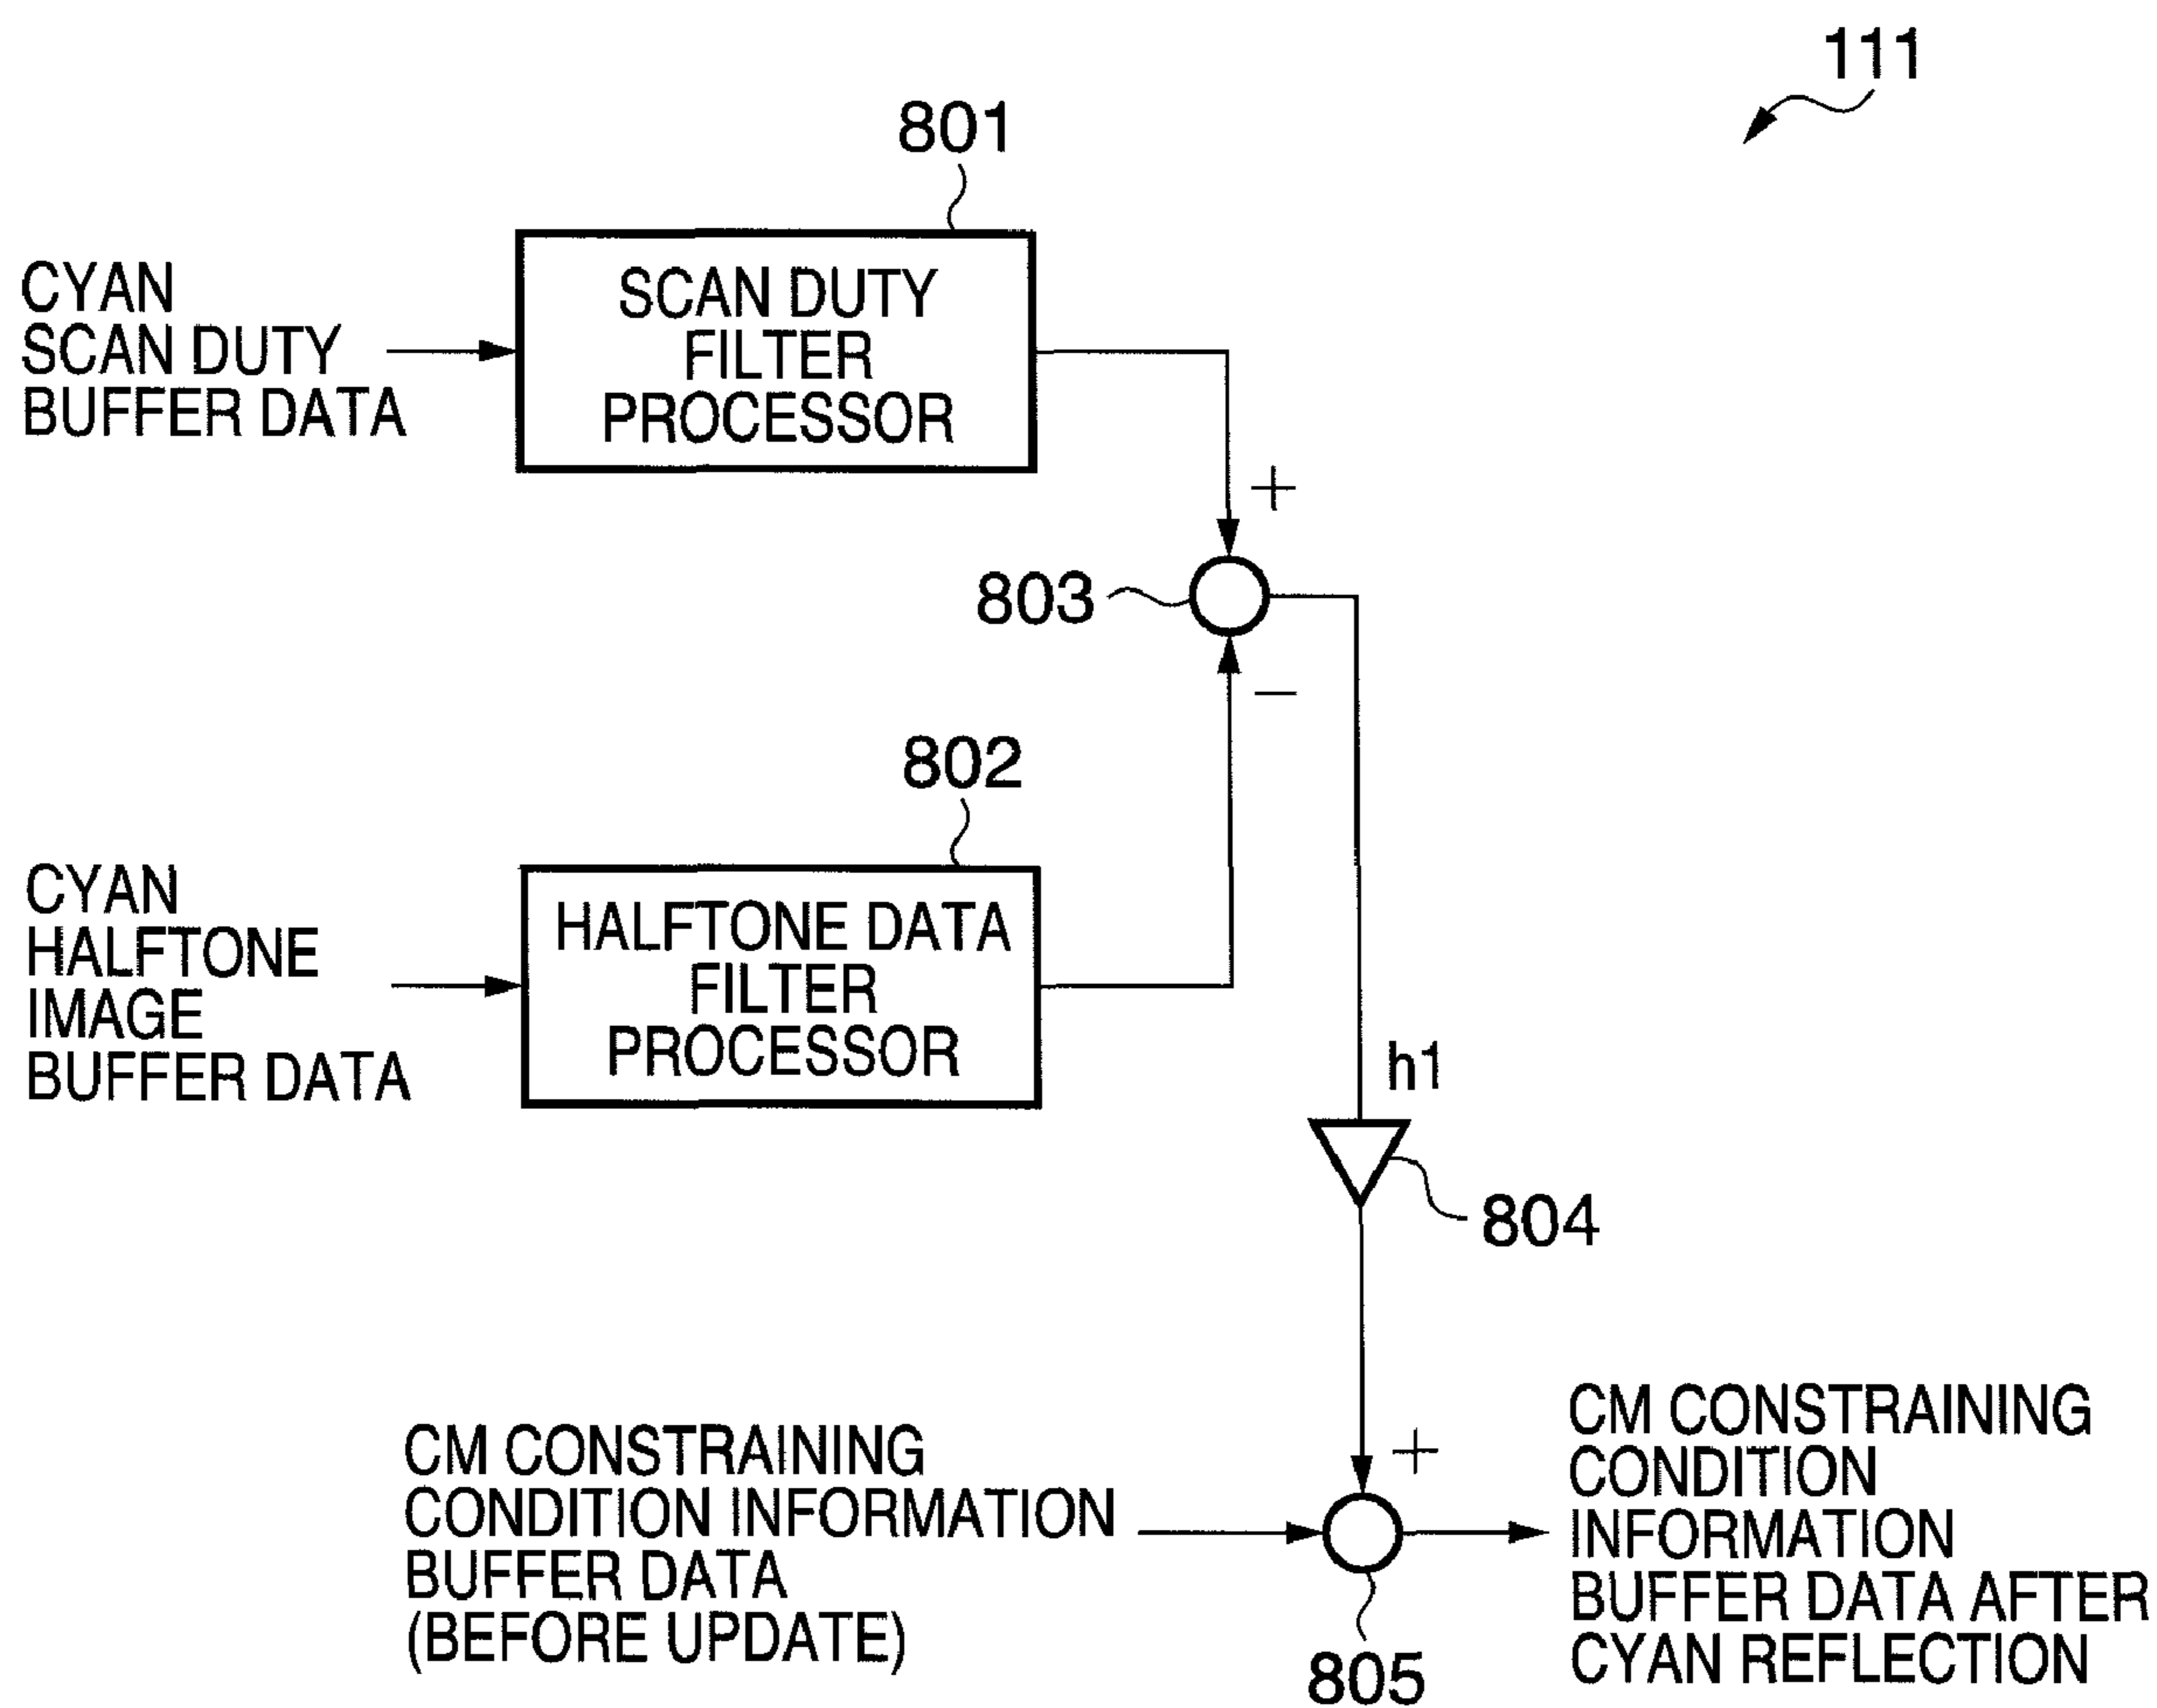 111
801
CYAN
SCAN DUTY
BUFFER DATA
SCAN DUTY
FILTER
PROCESSOR
+
803
−
802
CYAN
HALFTONE
IMAGE
BUFFER DATA
HALFTONE DATA
FILTER
PROCESSOR
h1
804
CM CONSTRAINING
CONDITION INFORMATION
BUFFER DATA
(BEFORE UPDATE)
+
805
CM CONSTRAINING
CONDITION
INFORMATION
BUFFER DATA AFTER
CYAN REFLECTION